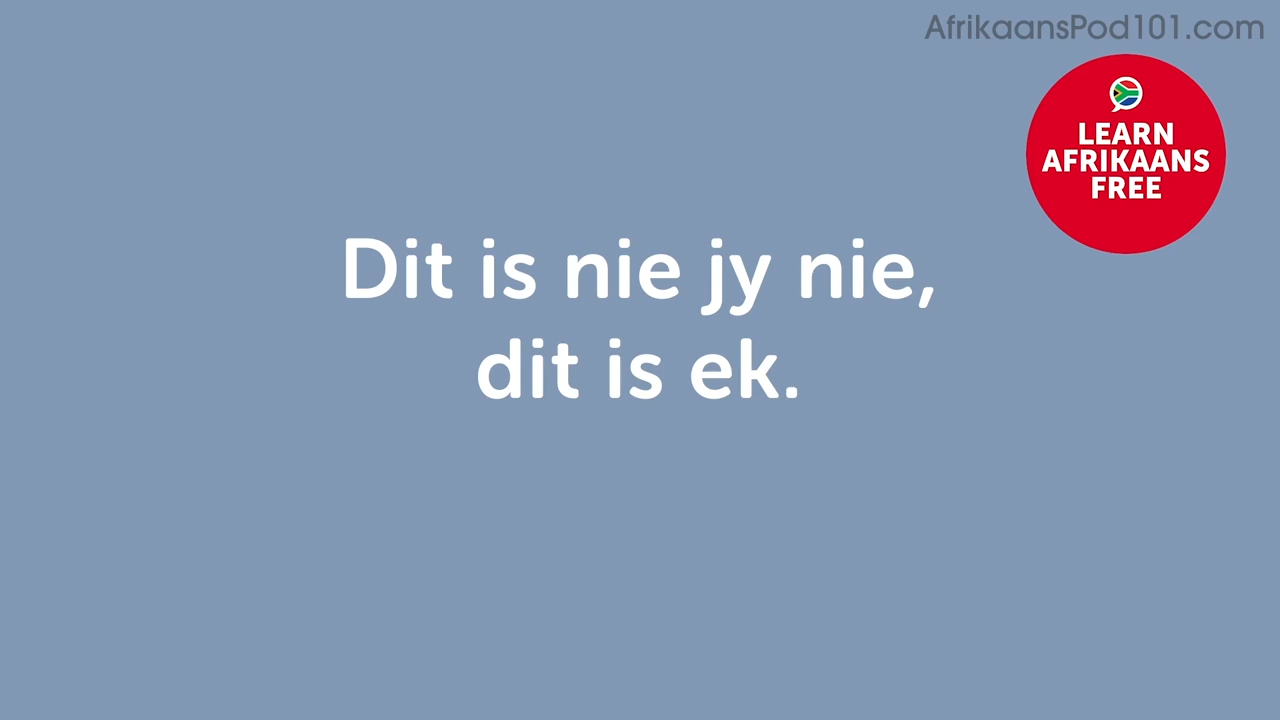 AfrikaansPod101.com
LEARN
AFRIKAANS
FREE
Dit is nie jy nie,
dit is ek.